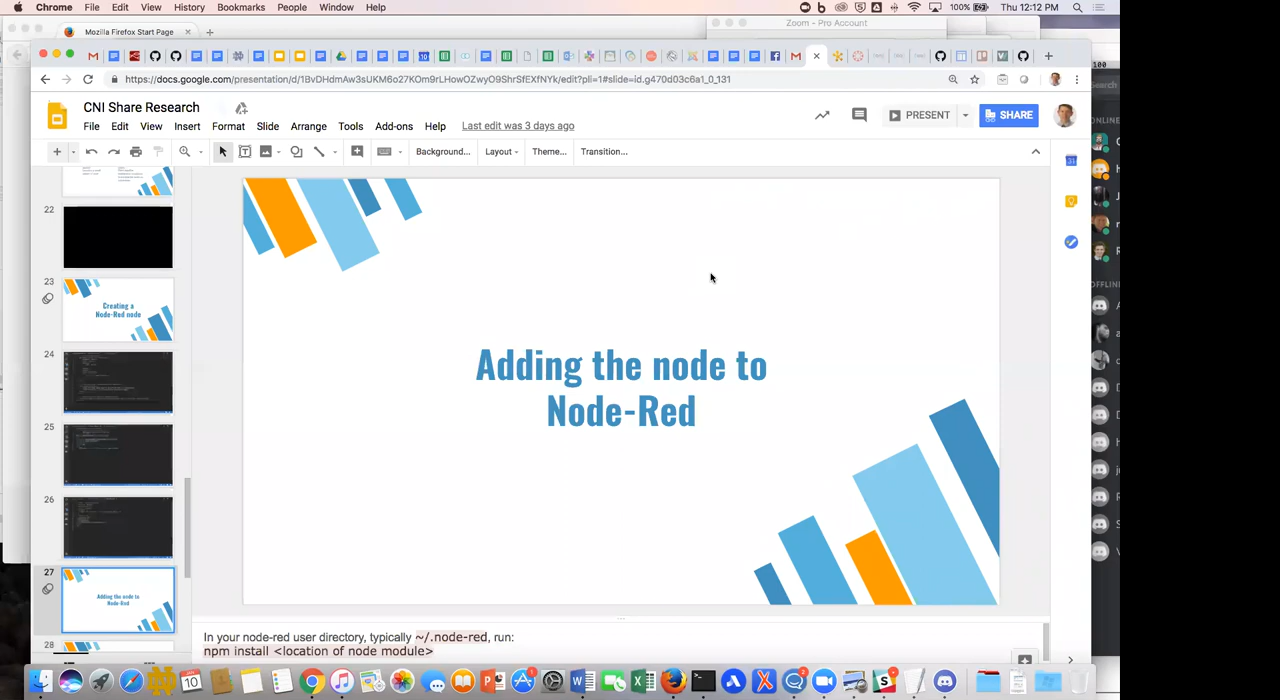 Chrome File Edit View History Bookmarks People Window Help 100% Thu 12:12 PM
Mozilla Firefox Start Page × +
Zoom - Pro Account
https://docs.google.com/presentation/d/1BvDHdmAw3sUKM6o27KOm9rLHowOZwyO9ShrSfEXfNYk/edit?pli=1#slide=id.g470d03c6a1_0_131
CNI Share Research
File Edit View Insert Format Slide Arrange Tools Add-ons Help Last edit was 3 days ago
PRESENT
SHARE
Background... Layout Theme... Transition...
22
23
Creating a
Node-Red node
24
25
26
27
Adding the node to
Node-Red
28
Adding the node to
Node-Red
In your node-red user directory, typically ~/.node-red, run:
npm install <location of node module>
100
ONLINE